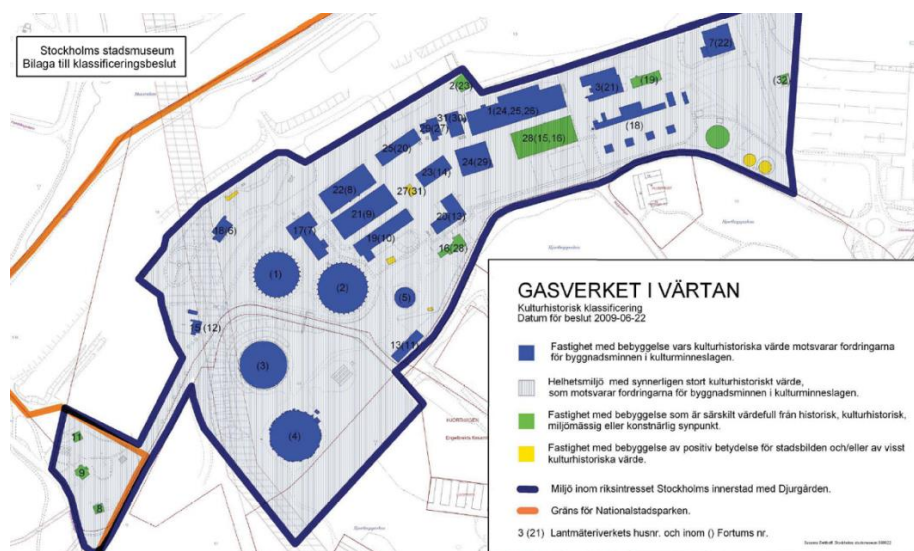 Stockholms stadsmuseum
Bilaga till klassificeringsbeslut
7(22)
2(23)
3(21)
(19)
(32)
31(30)
1(24,25,26)
29(27)
(18)
28(15,16)
25(20)
24(29)
23(14)
22(8)
27(31)
21(9)
20(13)
48(6)
17(7)
19(10)
16(28)
(1)
(2)
(5)
(12)
13(11)
(3)
(4)
11
9
8
HJORTHAGEN
GASVERKET I VÄRTAN
Kulturhistorisk klassificering
Datum för beslut 2009-06-22
Fastighet med bebyggelse vars kulturhistoriska värde motsvarar fordringarna
för byggnadsminnen i kulturminneslagen.
Helhetsmiljö med synnerligen stort kulturhistoriskt värde,
som motsvarar fordringarna för byggnadsminnen i kulturminneslagen.
Fastighet med bebyggelse som är särskilt värdefull från historisk, kulturhistorisk,
miljömässig eller konstnärlig synpunkt.
Fastighet med bebyggelse av positiv betydelse för stadsbilden och/eller av visst
kulturhistoriska värde.
Miljö inom riksintresset Stockholms innerstad med Djurgården.
Gräns för Nationalstadsparken.
3 (21) Lantmäteriverkets husnr. och inom () Fortums nr.